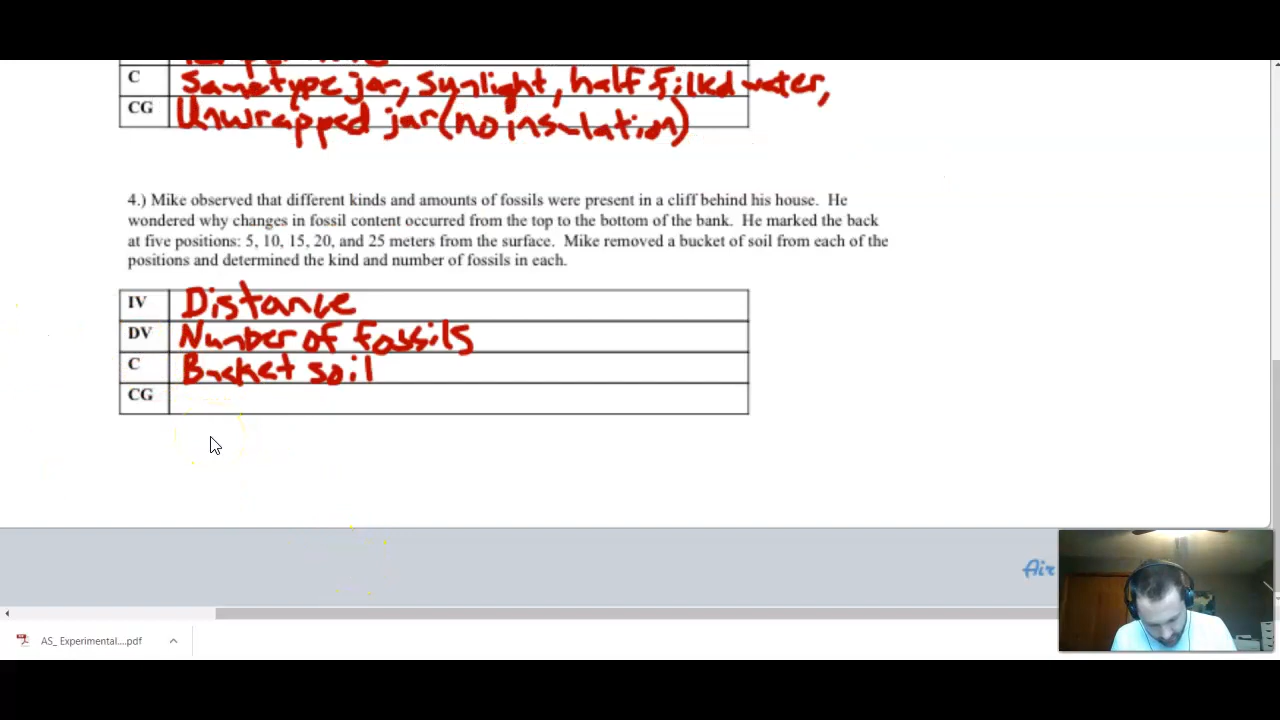 C Same type jar, sunlight, half filled water,
CG Unwrapped jar (no insulation)
4.) Mike observed that different kinds and amounts of fossils were present in a cliff behind his house. He
wondered why changes in fossil content occurred from the top to the bottom of the bank. He marked the back
at five positions: 5, 10, 15, 20, and 25 meters from the surface. Mike removed a bucket of soil from each of the
positions and determined the kind and number of fossils in each.
IV Distance
DV Number of fossils
C Bucket soil
CG
Air
AS_ Experimental....pdf